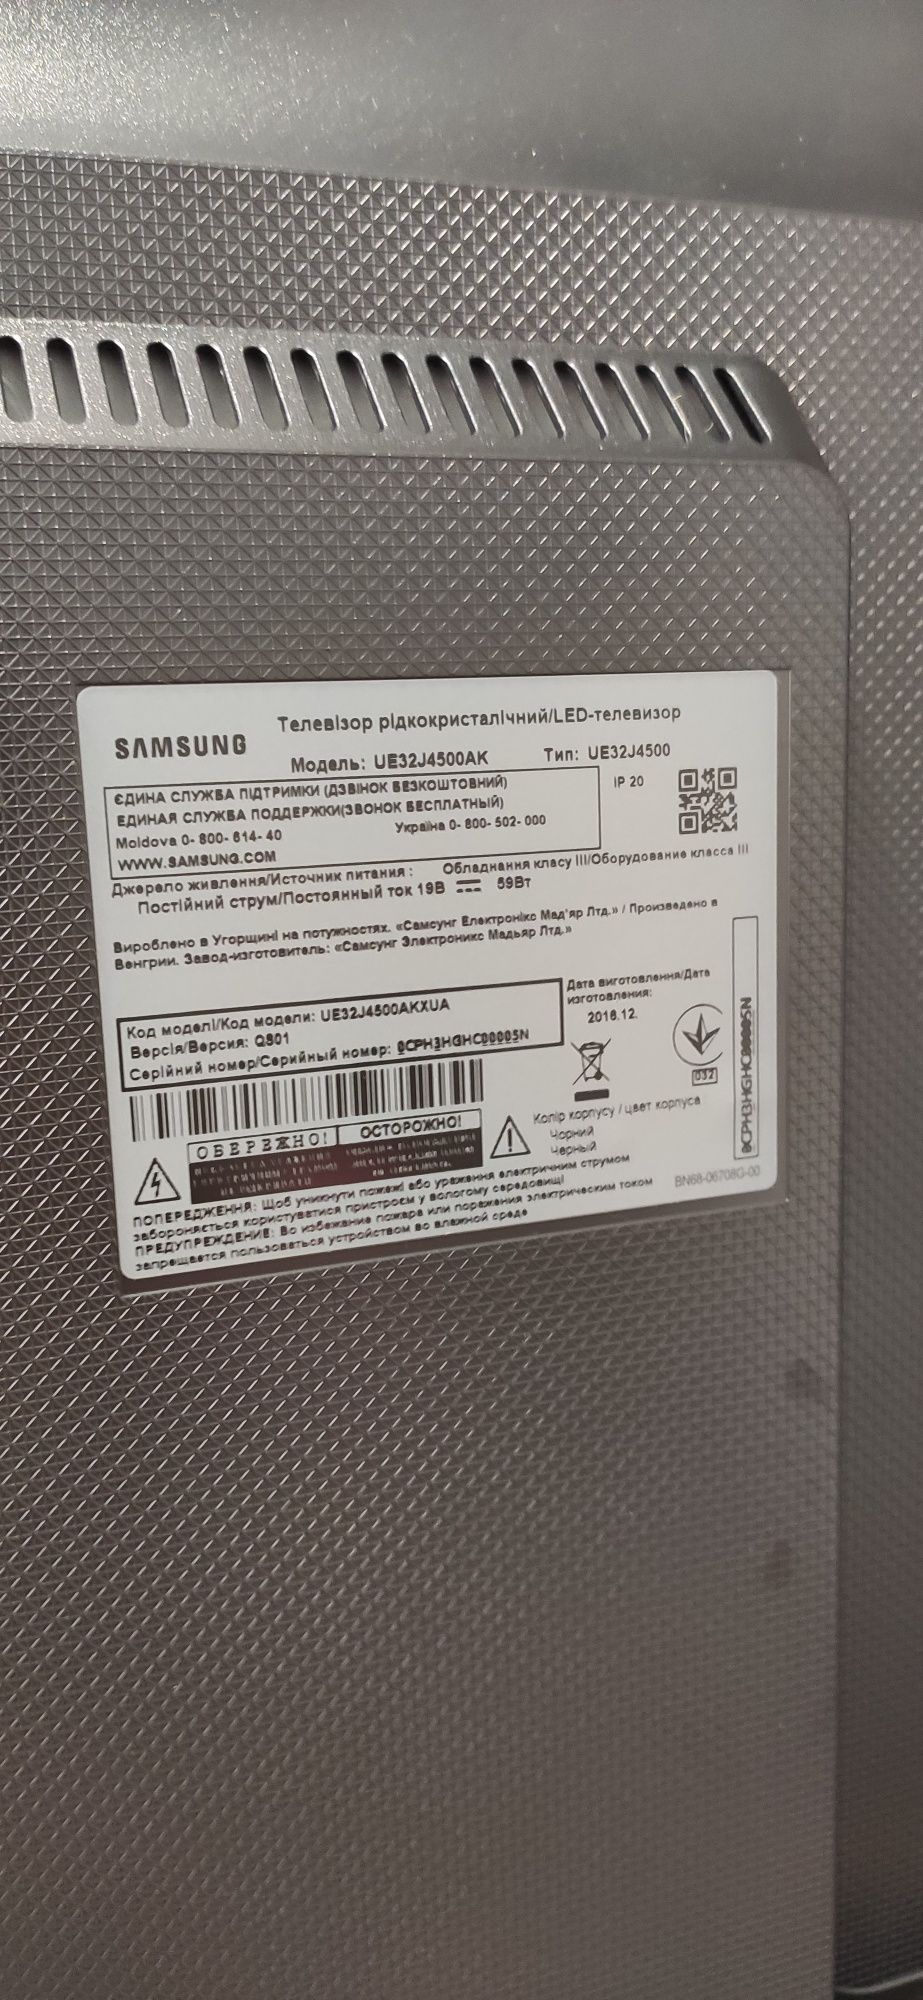 SAMSUNG
Телевізор рідкокристалічний/LED-телевизор
Модель: UE32J4500AK Тип: UE32J4500
ЄДИНА СЛУЖБА ПІДТРИМКИ (ДЗВІНОК БЕЗКОШТОВНИЙ)
ЕДИНАЯ СЛУЖБА ПОДДЕРЖКИ(ЗВОНОК БЕСПЛАТНЫЙ)
Moldova 0- 800- 614- 40 Україна 0- 800- 502- 000
WWW.SAMSUNG.COM
IP 20
Джерело живлення/Источник питания : Обладнання класу III/Оборудование класса III
Постійний струм/Постоянный ток 19В 59Вт
Вироблено в Угорщині на потужностях. «Самсунг Електронікс Мад'яр Лтд.» / Произведено в
Венгрии. Завод-изготовитель: «Самсунг Электроникс Мадьяр Лтд.»
Код моделі/Код модели: UE32J4500AKXUA
Версія/Версия: QS01
Серійний номер/Серийный номер: 0CPH3HGHC00005N
Дата виготовлення/Дата
изготовления:
2016.12.
032
0CPH3HGHC00005N
ОБЕРЕЖНО! ОСТОРОЖНО!
Колір корпусу / цвет корпуса
Чорний
Черный
ПОПЕРЕДЖЕННЯ: Щоб уникнути пожежі або ураження електричним струмом
забороняється користуватися пристроєм у вологому середовищі
ПРЕДУПРЕЖДЕНИЕ: Во избежание пожара или поражения электрическим током
запрещается пользоваться устройством во влажной среде
BN68-06708G-00